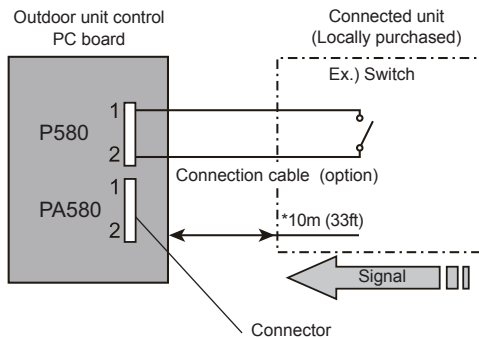 Outdoor unit control
PC board
Connected unit
(Locally purchased)
Ex.) Switch
1
P580
2
Connection cable (option)
1
PA580
2
*10m (33ft)
Signal
Connector